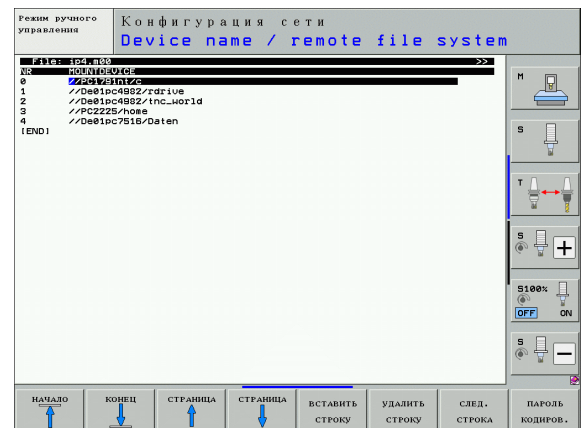 Режим ручного
управления
Конфигурация сети
Device name / remote file system
File: ip4.m00 >>
NR MOUNTDEVICE
0 //PC1791nt/c
1 //De01pc4982/rdrive
2 //De01pc4982/tnc_world
3 //PC2225/home
4 //De01pc7516/Daten
[END]
M
S
T
S
S100%
OFF ON
S
НАЧАЛО
КОНЕЦ
СТРАНИЦА
СТРАНИЦА
ВСТАВИТЬ
СТРОКУ
УДАЛИТЬ
СТРОКУ
СЛЕД.
СТРОКА
ПАРОЛЬ
КОДИРОВ.